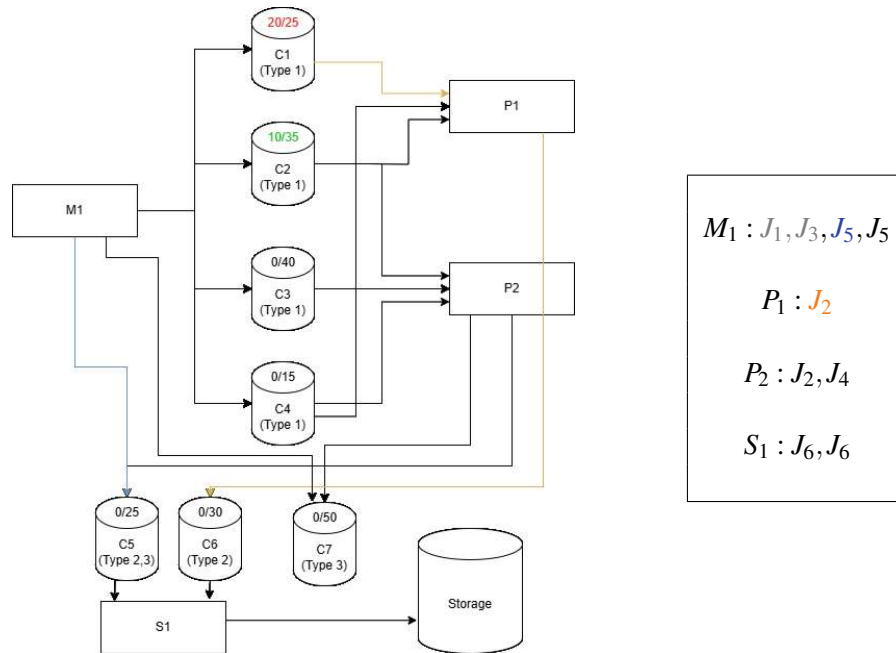 20/25
C1
(Type 1)
P1
10/35
C2
(Type 1)
M1
0/40
C3
(Type 1)
P2
0/15
C4
(Type 1)
0/25
C5
(Type 2,3)
0/30
C6
(Type 2)
0/50
C7
(Type 3)
Storage
S1
M₁ : J₁, J₃, J₅, J₅
P₁ : J₂
P₂ : J₂, J₄
S₁ : J₆, J₆